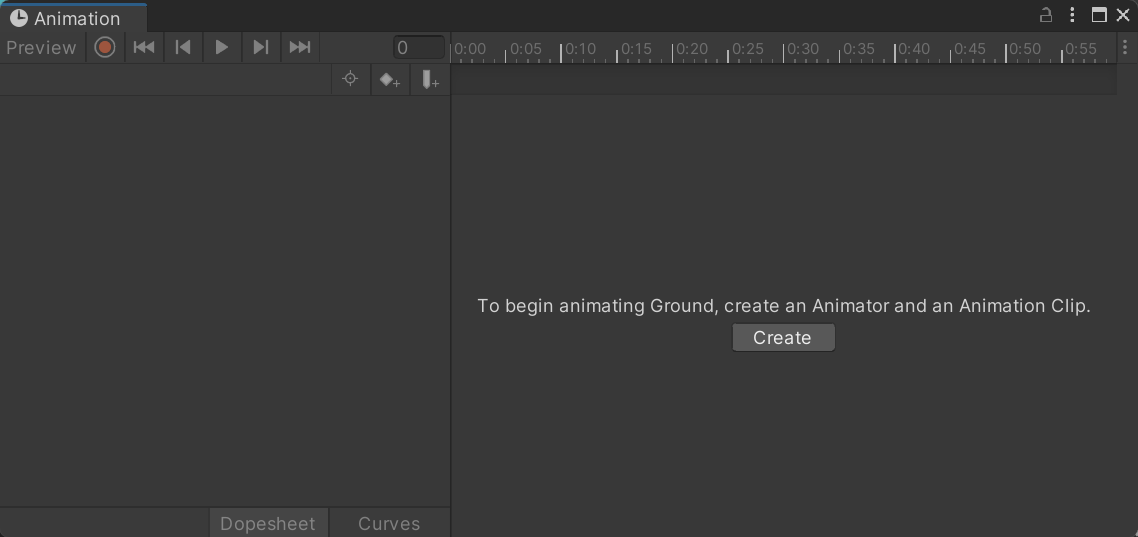 Animation
Preview
0
0:00 0:05 0:10 0:15 0:20 0:25 0:30 0:35 0:40 0:45 0:50 0:55
To begin animating Ground, create an Animator and an Animation Clip.
Create
Dopesheet Curves